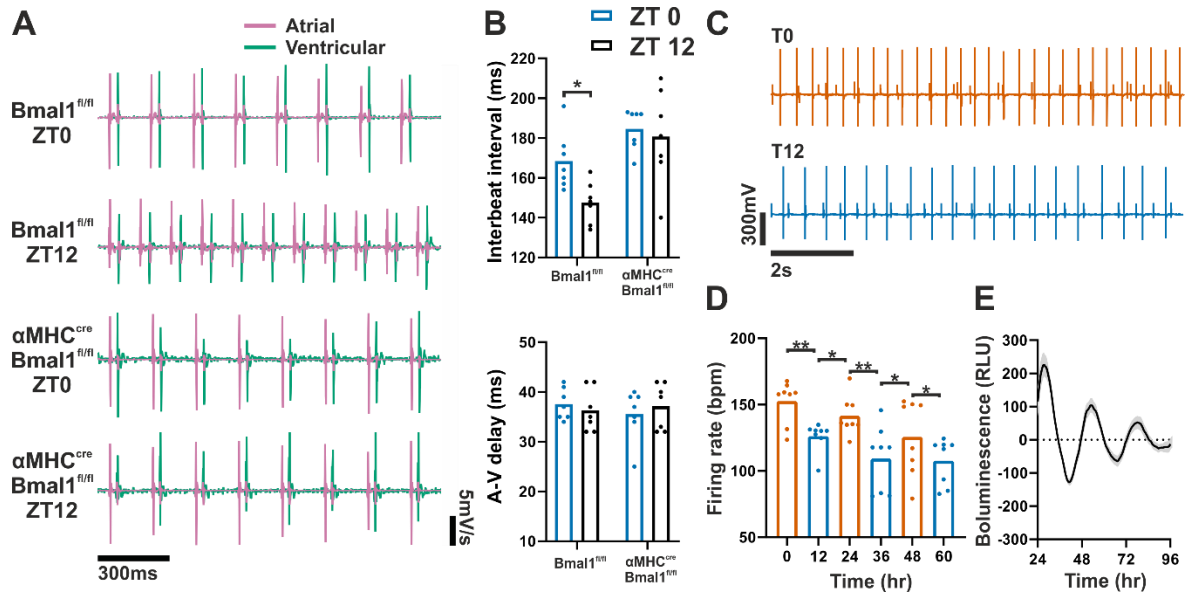 A
Atrial
Ventricular
Bmal1fl/fl
ZT0
Bmal1fl/fl
ZT12
αMHCcre
Bmal1fl/fl
ZT0
αMHCcre
Bmal1fl/fl
ZT12
300ms
5mV/s
B
ZT 0
ZT 12
Interbeat interval (ms)
220
200
180
160
140
120
*
Bmal1fl/fl
αMHCcre
Bmal1fl/fl
A-V delay (ms)
50
40
30
20
10
Bmal1fl/fl
αMHCcre
Bmal1fl/fl
C
T0
T12
300mV
2s
D
Firing rate (bpm)
200
150
100
50
** * ** * *
0 12 24 36 48 60
Time (hr)
E
Boluminescence (RLU)
300
200
100
0
-100
-200
-300
24 48 72 96
Time (hr)